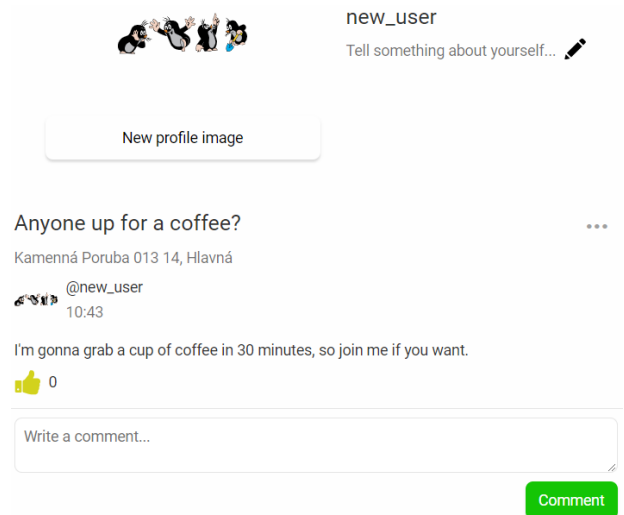 new_user
Tell something about yourself...
New profile image
Anyone up for a coffee?
Kamenná Poruba 013 14, Hlavná
@new_user
10:43
I'm gonna grab a cup of coffee in 30 minutes, so join me if you want.
0
Write a comment...
Comment